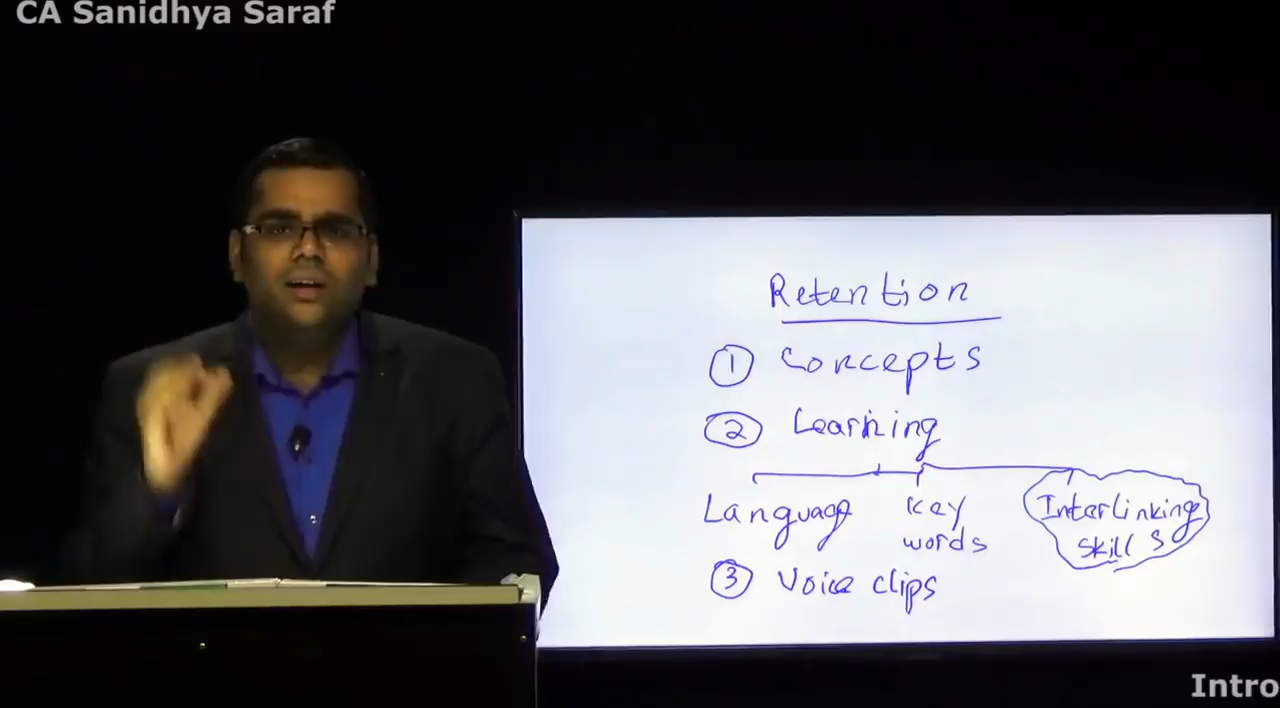 CA Sanidhya Saraf
Retention
1 Concepts
2 Learning
Language
Key
words
Interlinking
skills
3 Voice clips
Intro